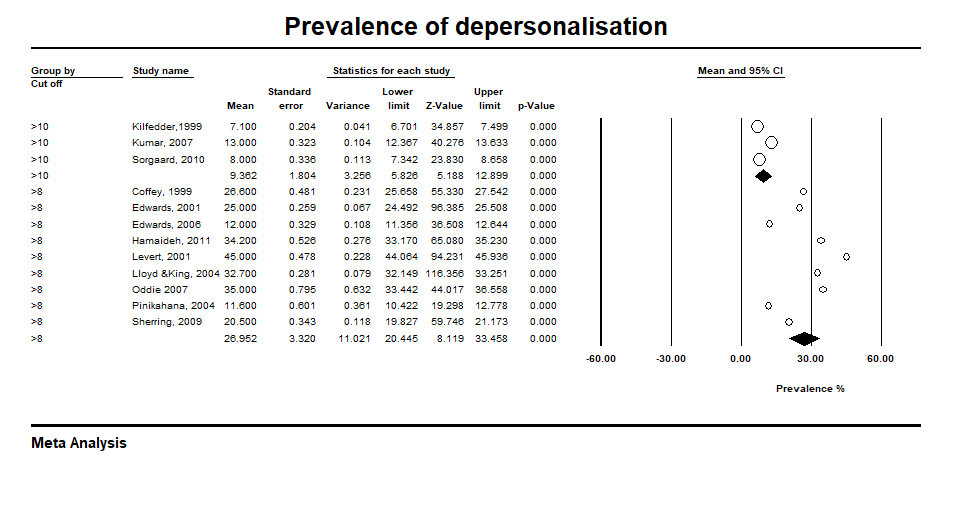 Prevalence of depersonalisation
Group by Study name Statistics for each study Mean and 95% CI
Cut off
Standard Lower Upper
Mean error Variance limit Z-Value limit p-Value
>10 Kilfedder,1999 7.100 0.204 0.041 6.701 34.857 7.499 0.000
>10 Kumar, 2007 13.000 0.323 0.104 12.367 40.276 13.633 0.000
>10 Sorgaard, 2010 8.000 0.336 0.113 7.342 23.830 8.658 0.000
>10 9.362 1.804 3.256 5.826 5.188 12.899 0.000
>8 Coffey, 1999 26.600 0.481 0.231 25.658 55.330 27.542 0.000
>8 Edwards, 2001 25.000 0.259 0.067 24.492 96.385 25.508 0.000
>8 Edwards, 2006 12.000 0.329 0.108 11.356 36.508 12.644 0.000
>8 Hamaideh, 2011 34.200 0.526 0.276 33.170 65.080 35.230 0.000
>8 Levert, 2001 45.000 0.478 0.228 44.064 94.231 45.936 0.000
>8 Lloyd &King, 2004 32.700 0.281 0.079 32.149 116.356 33.251 0.000
>8 Oddie 2007 35.000 0.795 0.632 33.442 44.017 36.558 0.000
>8 Pinikahana, 2004 11.600 0.601 0.361 10.422 19.298 12.778 0.000
>8 Sherring, 2009 20.500 0.343 0.118 19.827 59.746 21.173 0.000
>8 26.952 3.320 11.021 20.445 8.119 33.458 0.000
-60.00 -30.00 0.00 30.00 60.00
Prevalence %
Meta Analysis